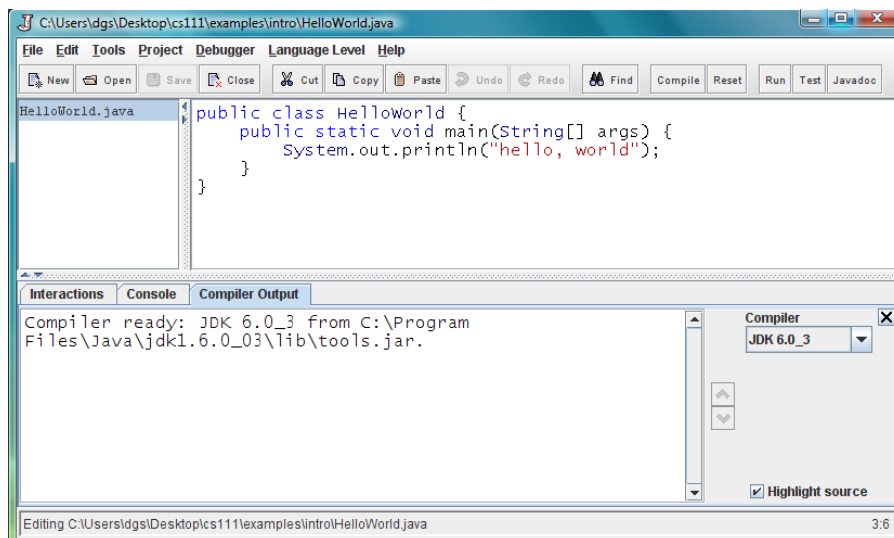 C:\Users\dgs\Desktop\cs111\examples\intro\HelloWorld.java
File Edit Tools Project Debugger Language Level Help
New Open Save Close Cut Copy Paste Undo Redo Find Compile Reset Run Test Javadoc
HelloWorld.java
public class HelloWorld {
    public static void main(String[] args) {
        System.out.println("hello, world");
    }
}
Interactions Console Compiler Output
Compiler ready: JDK 6.0_3 from C:\Program
Files\Java\jdk1.6.0_03\lib\tools.jar.
Compiler
JDK 6.0_3
Highlight source
Editing C:\Users\dgs\Desktop\cs111\examples\intro\HelloWorld.java 3:6